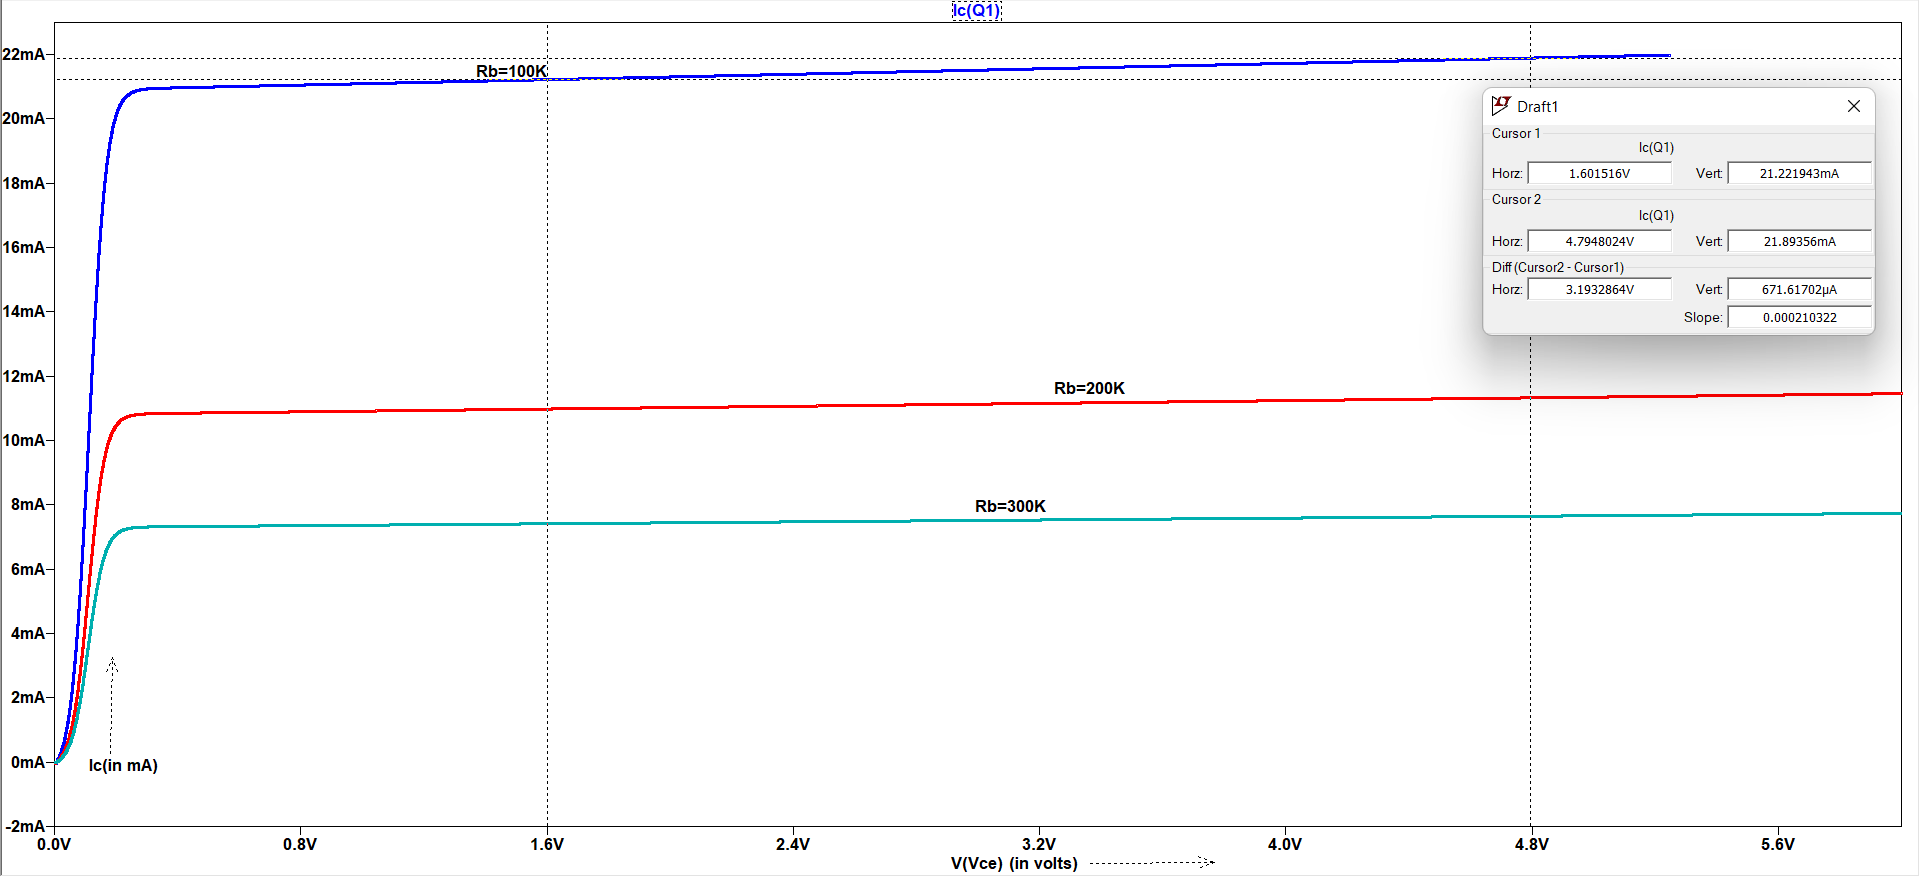 Ic(Q1)
22mA
20mA
18mA
16mA
14mA
12mA
10mA
8mA
6mA
4mA
2mA
0mA
-2mA
Rb=100K
Rb=200K
Rb=300K
Ic(in mA)
0.0V 0.8V 1.6V 2.4V 3.2V 4.0V 4.8V 5.6V
V(Vce) (in volts)
Draft1
Cursor 1
Ic(Q1)
Horz: 1.601516V Vert: 21.221943mA
Cursor 2
Ic(Q1)
Horz: 4.7948024V Vert: 21.89356mA
Diff (Cursor2 - Cursor1)
Horz: 3.1932864V Vert: 671.61702µA
Slope: 0.000210322